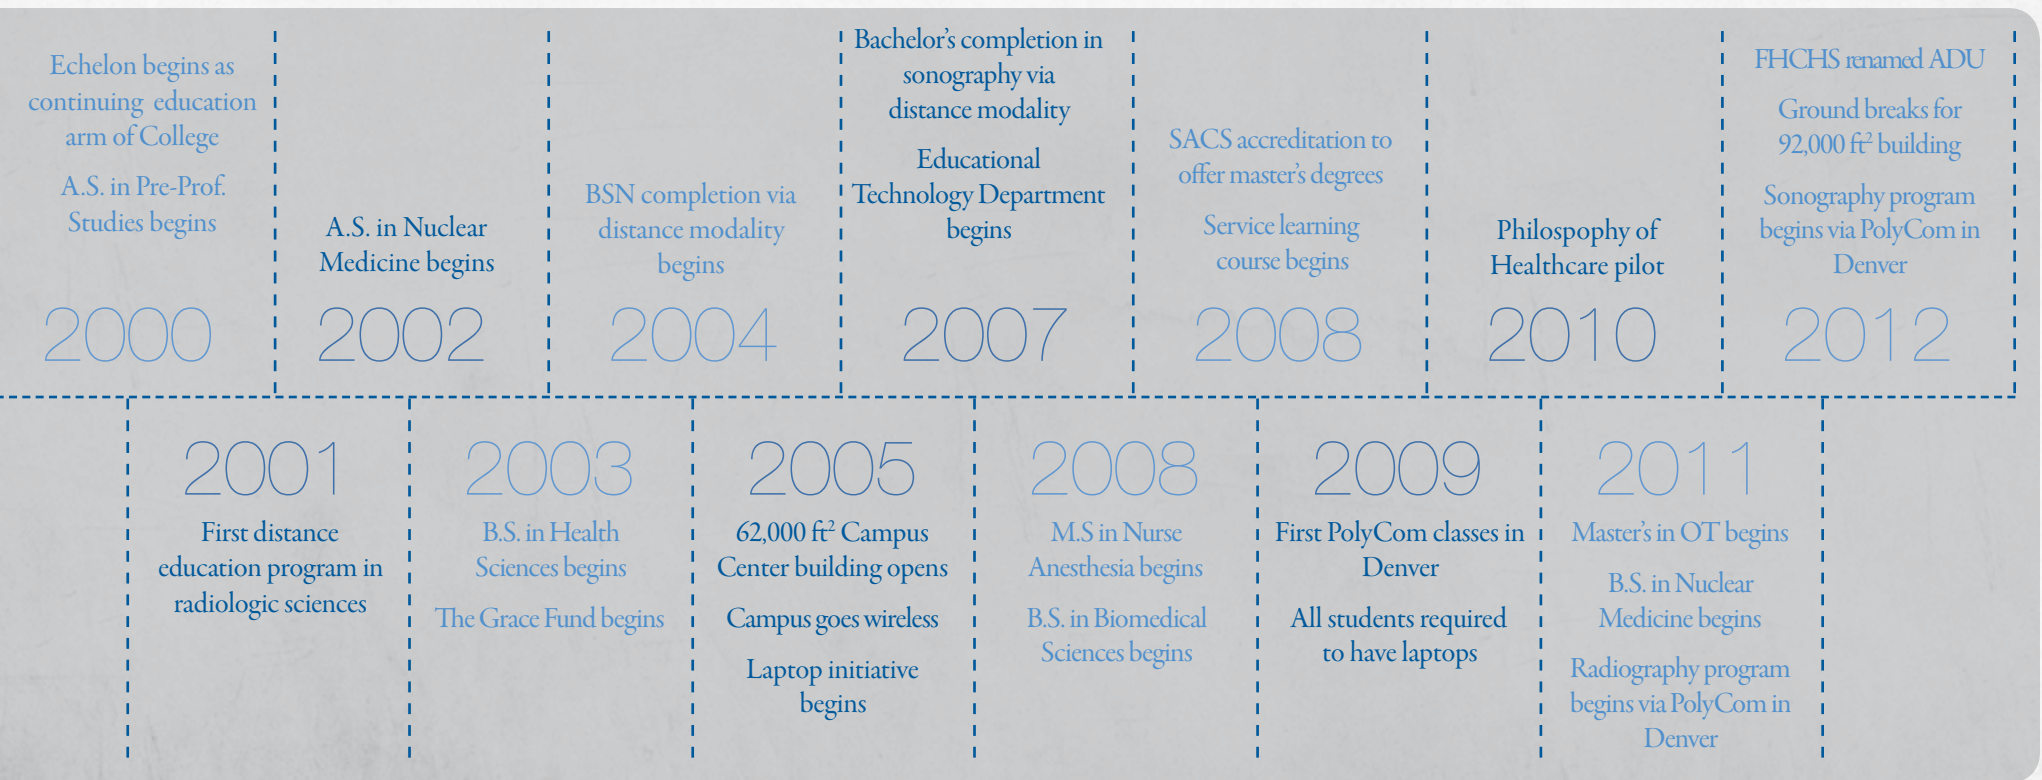 Echelon begins as
continuing education
arm of College
A.S. in Pre-Prof.
Studies begins
2000
A.S. in Nuclear
Medicine begins
2002
BSN completion via
distance modality
begins
2004
Bachelor's completion in
sonography via
distance modality
Educational
Technology Department
begins
2007
SACS accreditation to
offer master's degrees
Service learning
course begins
2008
Philospophy of
Healthcare pilot
2010
FHCHS renamed ADU
Ground breaks for
92,000 ft² building
Sonography program
begins via PolyCom in
Denver
2012
2001
First distance
education program in
radiologic sciences
2003
B.S. in Health
Sciences begins
The Grace Fund begins
2005
62,000 ft² Campus
Center building opens
Campus goes wireless
Laptop initiative
begins
2008
M.S in Nurse
Anesthesia begins
B.S. in Biomedical
Sciences begins
2009
First PolyCom classes in
Denver
All students required
to have laptops
2011
Master's in OT begins
B.S. in Nuclear
Medicine begins
Radiography program
begins via PolyCom in
Denver